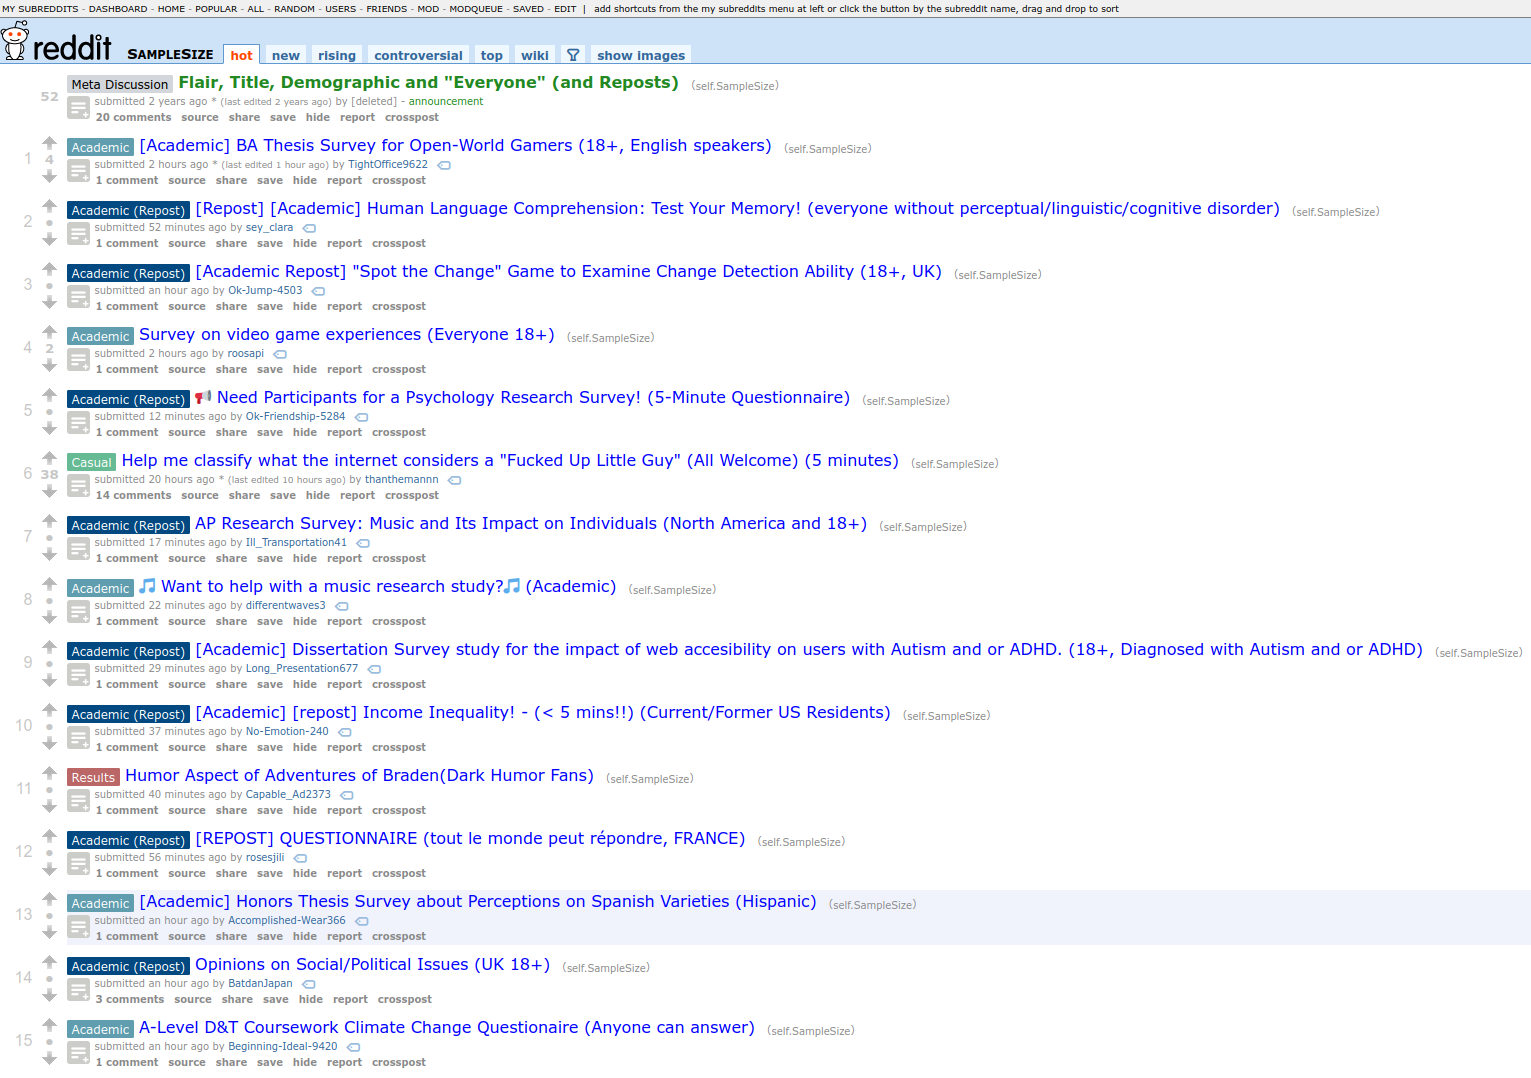 MY SUBREDDITS - DASHBOARD - HOME - POPULAR - ALL - RANDOM - USERS - FRIENDS - MOD - MODQUEUE - SAVED - EDIT | add shortcuts from the my subreddits menu at left or click the button by the subreddit name, drag and drop to sort
reddit SAMPLESIZE hot new rising controversial top wiki show images
Meta Discussion Flair, Title, Demographic and "Everyone" (and Reposts) (self.SampleSize)
52
submitted 2 years ago * (last edited 2 years ago) by [deleted] - announcement
20 comments source share save hide report crosspost
Academic [Academic] BA Thesis Survey for Open-World Gamers (18+, English speakers) (self.SampleSize)
1 4
submitted 2 hours ago * (last edited 1 hour ago) by TightOffice9622
1 comment source share save hide report crosspost
Academic (Repost) [Repost] [Academic] Human Language Comprehension: Test Your Memory! (everyone without perceptual/linguistic/cognitive disorder) (self.SampleSize)
2 •
submitted 52 minutes ago by sey_clara
1 comment source share save hide report crosspost
Academic (Repost) [Academic Repost] "Spot the Change" Game to Examine Change Detection Ability (18+, UK) (self.SampleSize)
3 •
submitted an hour ago by Ok-Jump-4503
1 comment source share save hide report crosspost
Academic Survey on video game experiences (Everyone 18+) (self.SampleSize)
4 2
submitted 2 hours ago by roosapi
1 comment source share save hide report crosspost
Academic (Repost) 📢 Need Participants for a Psychology Research Survey! (5-Minute Questionnaire) (self.SampleSize)
5 •
submitted 12 minutes ago by Ok-Friendship-5284
1 comment source share save hide report crosspost
Casual Help me classify what the internet considers a "Fucked Up Little Guy" (All Welcome) (5 minutes) (self.SampleSize)
6 38
submitted 20 hours ago * (last edited 10 hours ago) by thanthemannn
14 comments source share save hide report crosspost
Academic (Repost) AP Research Survey: Music and Its Impact on Individuals (North America and 18+) (self.SampleSize)
7 •
submitted 17 minutes ago by Ill_Transportation41
1 comment source share save hide report crosspost
Academic 🎵 Want to help with a music research study?🎵 (Academic) (self.SampleSize)
8 •
submitted 22 minutes ago by differentwaves3
1 comment source share save hide report crosspost
Academic (Repost) [Academic] Dissertation Survey study for the impact of web accesibility on users with Autism and or ADHD. (18+, Diagnosed with Autism and or ADHD) (self.SampleSize)
9 •
submitted 29 minutes ago by Long_Presentation677
1 comment source share save hide report crosspost
Academic (Repost) [Academic] [repost] Income Inequality! - (< 5 mins!!) (Current/Former US Residents) (self.SampleSize)
10 •
submitted 37 minutes ago by No-Emotion-240
1 comment source share save hide report crosspost
Results Humor Aspect of Adventures of Braden(Dark Humor Fans) (self.SampleSize)
11 •
submitted 40 minutes ago by Capable_Ad2373
1 comment source share save hide report crosspost
Academic (Repost) [REPOST] QUESTIONNAIRE (tout le monde peut répondre, FRANCE) (self.SampleSize)
12 •
submitted 56 minutes ago by rosesjili
1 comment source share save hide report crosspost
Academic [Academic] Honors Thesis Survey about Perceptions on Spanish Varieties (Hispanic) (self.SampleSize)
13 •
submitted an hour ago by Accomplished-Wear366
1 comment source share save hide report crosspost
Academic (Repost) Opinions on Social/Political Issues (UK 18+) (self.SampleSize)
14 •
submitted an hour ago by BatdanJapan
3 comments source share save hide report crosspost
Academic A-Level D&T Coursework Climate Change Questionaire (Anyone can answer) (self.SampleSize)
15 •
submitted an hour ago by Beginning-Ideal-9420
1 comment source share save hide report crosspost